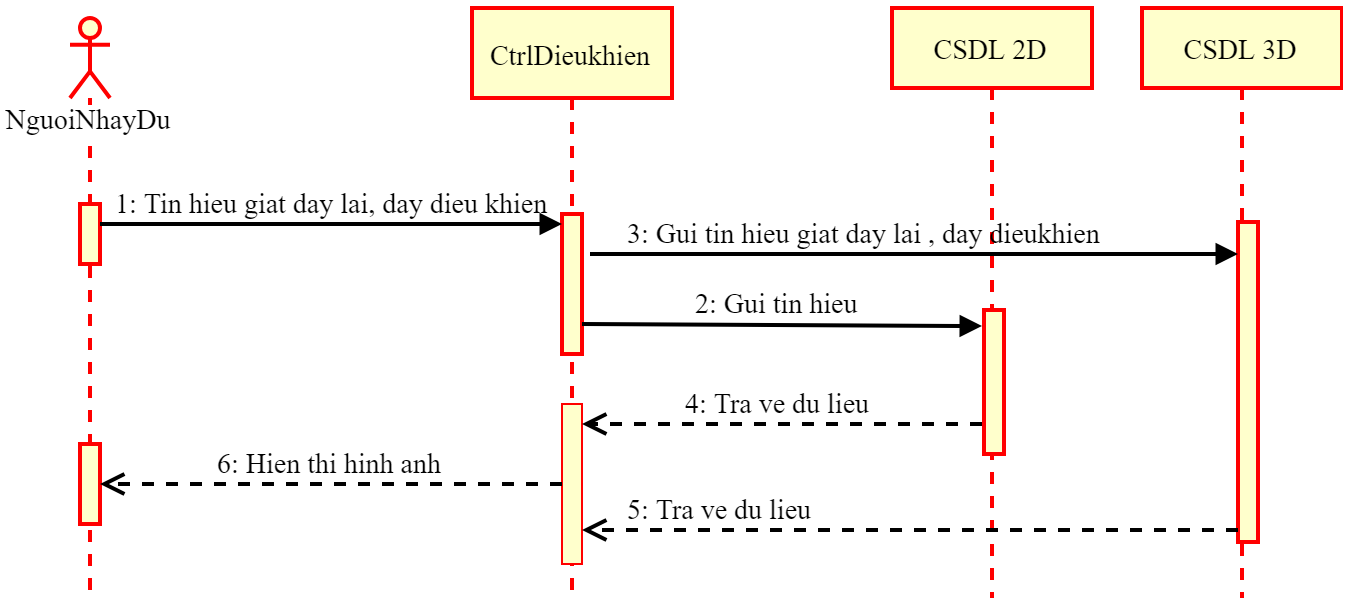 CtrlDieukhien
CSDL 2D
CSDL 3D
NguoiNhayDu
1: Tin hieu giat day lai, day dieu khien
3: Gui tin hieu giat day lai , day dieukhien
2: Gui tin hieu
4: Tra ve du lieu
6: Hien thi hinh anh
5: Tra ve du lieu